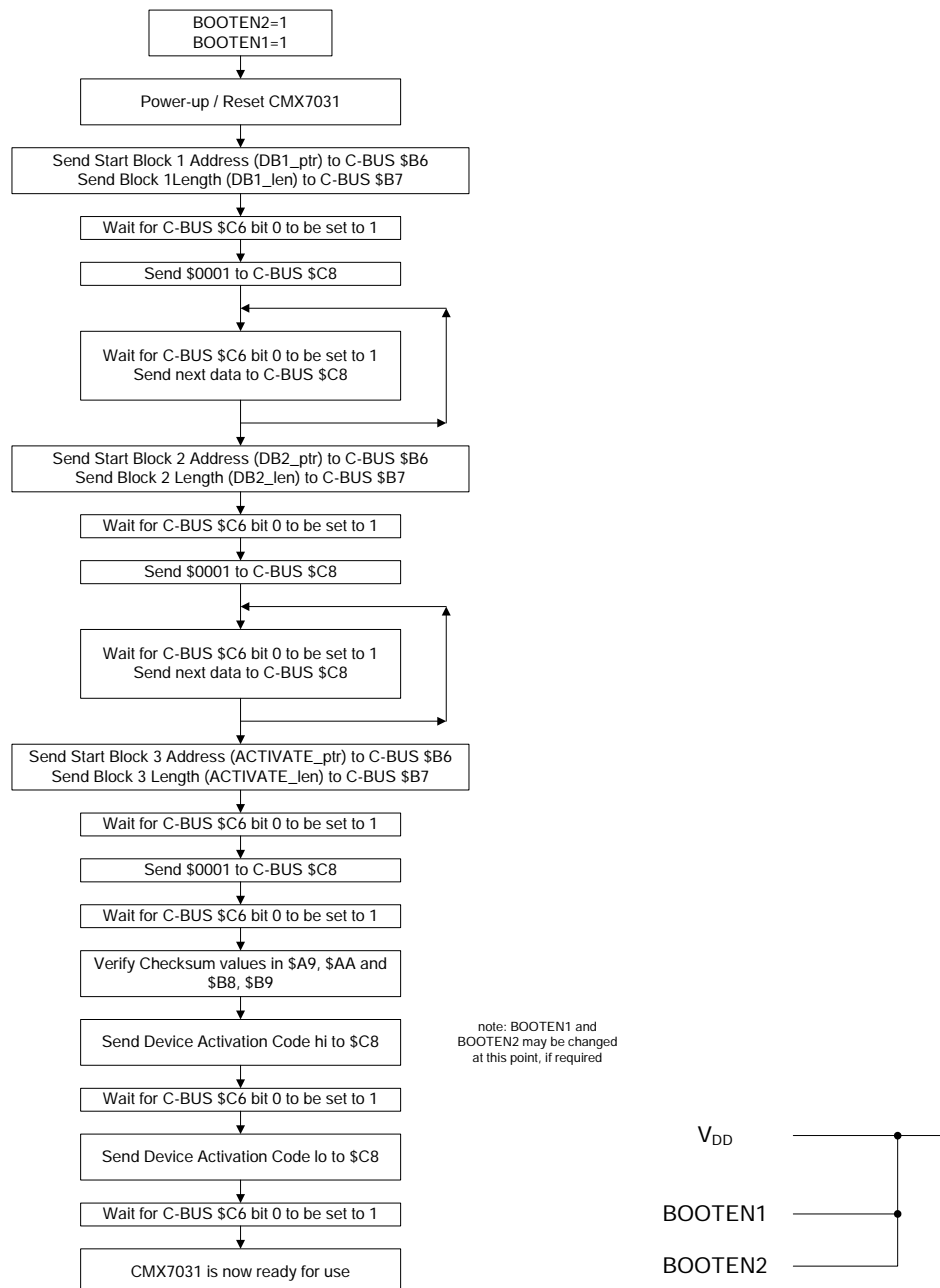 BOOTEN2=1
BOOTEN1=1
Power-up / Reset CMX7031
Send Start Block 1 Address (DB1_ptr) to C-BUS $B6
Send Block 1Length (DB1_len) to C-BUS $B7
Wait for C-BUS $C6 bit 0 to be set to 1
Send $0001 to C-BUS $C8
Wait for C-BUS $C6 bit 0 to be set to 1
Send next data to C-BUS $C8
Send Start Block 2 Address (DB2_ptr) to C-BUS $B6
Send Block 2 Length (DB2_len) to C-BUS $B7
Wait for C-BUS $C6 bit 0 to be set to 1
Send $0001 to C-BUS $C8
Wait for C-BUS $C6 bit 0 to be set to 1
Send next data to C-BUS $C8
Send Start Block 3 Address (ACTIVATE_ptr) to C-BUS $B6
Send Block 3 Length (ACTIVATE_len) to C-BUS $B7
Wait for C-BUS $C6 bit 0 to be set to 1
Send $0001 to C-BUS $C8
Wait for C-BUS $C6 bit 0 to be set to 1
Verify Checksum values in $A9, $AA and
$B8, $B9
Send Device Activation Code hi to $C8
note: BOOTEN1 and
BOOTEN2 may be changed
at this point, if required
Wait for C-BUS $C6 bit 0 to be set to 1
Send Device Activation Code lo to $C8
Wait for C-BUS $C6 bit 0 to be set to 1
CMX7031 is now ready for use
VDD
BOOTEN1
BOOTEN2